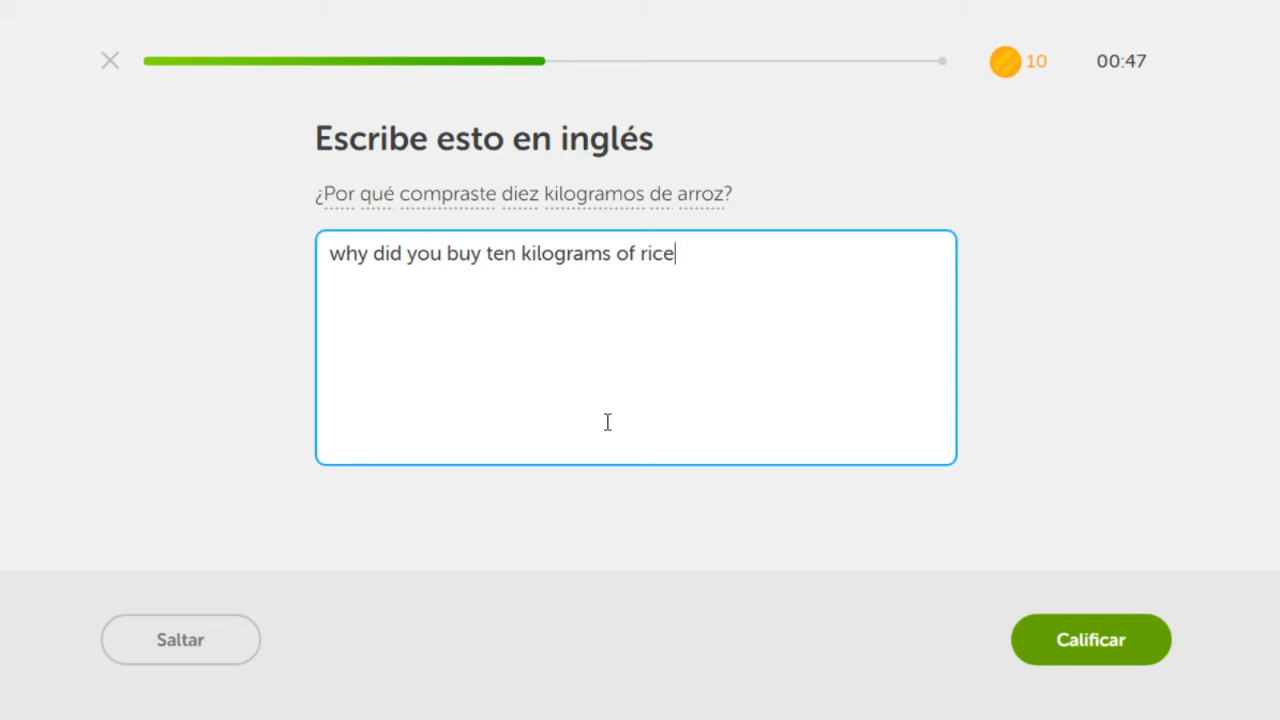 10
00:47
Escribe esto en inglés
¿Por qué compraste diez kilogramos de arroz?
why did you buy ten kilograms of rice
Saltar
Calificar